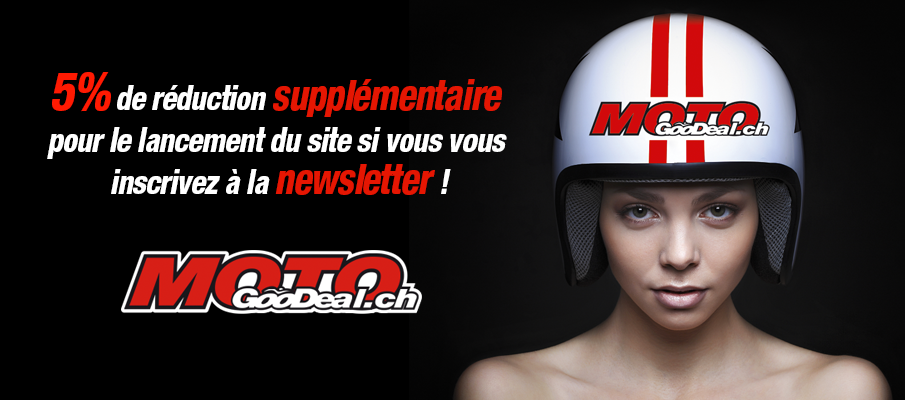 5% de réduction supplémentaire
pour le lancement du site si vous vous
inscrivez à la newsletter !
MOTO
GooDeal.ch
MOTO
GooDeal.ch